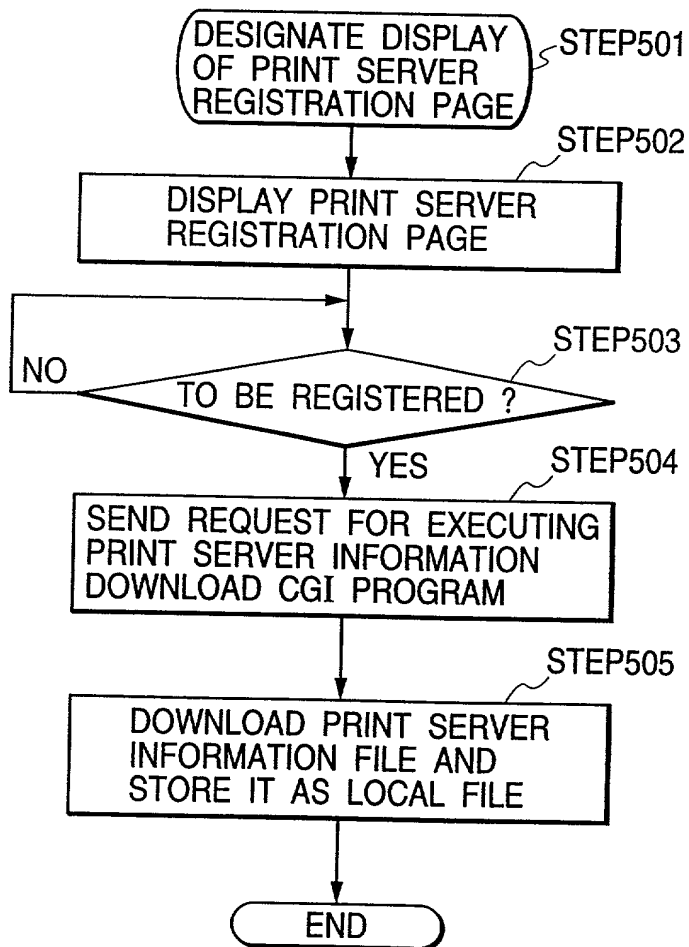 DESIGNATE DISPLAY
OF PRINT SERVER
REGISTRATION PAGE
STEP501
STEP502
DISPLAY PRINT SERVER
REGISTRATION PAGE
STEP503
NO
TO BE REGISTERED ?
YES
STEP504
SEND REQUEST FOR EXECUTING
PRINT SERVER INFORMATION
DOWNLOAD CGI PROGRAM
STEP505
DOWNLOAD PRINT SERVER
INFORMATION FILE AND
STORE IT AS LOCAL FILE
END